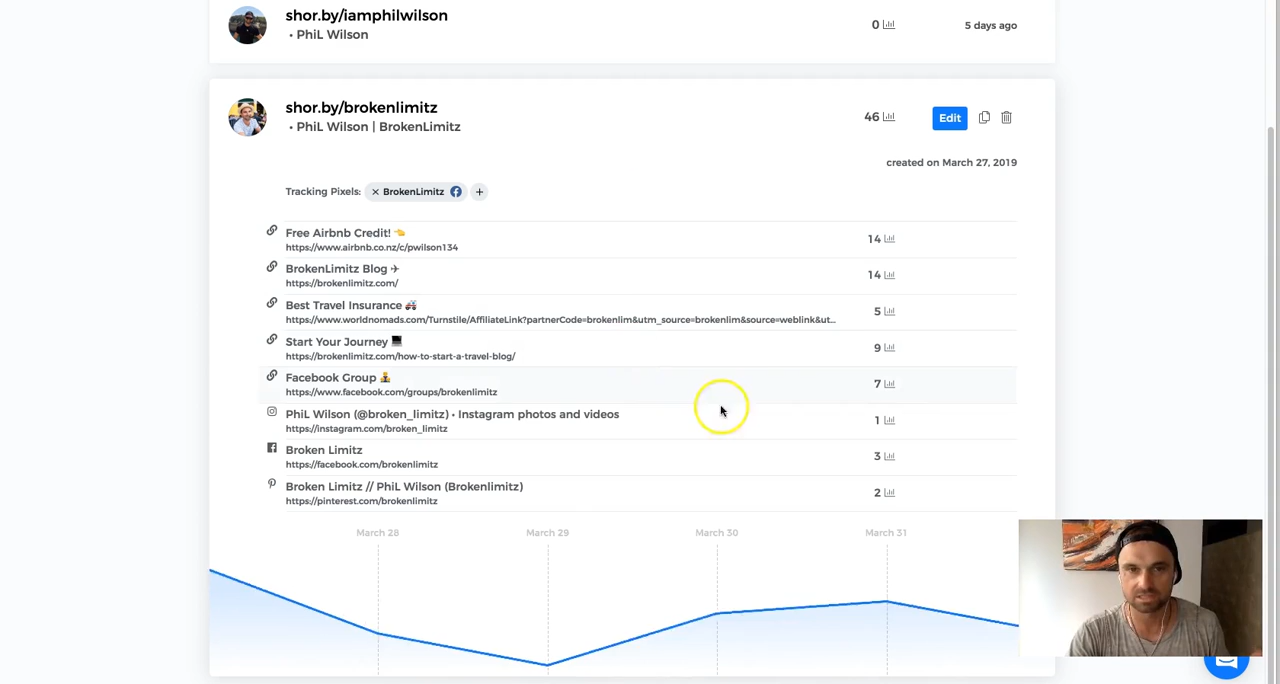 shor.by/iamphilwilson
• PhiL Wilson
0
5 days ago
shor.by/brokenlimitz
• PhiL Wilson | BrokenLimitz
46
Edit
created on March 27, 2019
Tracking Pixels: × BrokenLimitz +
Free Airbnb Credit! 👈
https://www.airbnb.co.nz/c/pwilson134
14
BrokenLimitz Blog ✈
https://brokenlimitz.com/
14
Best Travel Insurance 🚑
https://www.worldnomads.com/Turnstile/AffiliateLink?partnerCode=brokenlim&utm_source=brokenlim&source=weblink&ut...
5
Start Your Journey 💻
https://brokenlimitz.com/how-to-start-a-travel-blog/
9
Facebook Group
https://www.facebook.com/groups/brokenlimitz
7
PhiL Wilson (@broken_limitz) • Instagram photos and videos
https://instagram.com/broken_limitz
1
Broken Limitz
https://facebook.com/brokenlimitz
3
Broken Limitz // PhiL Wilson (Brokenlimitz)
https://pinterest.com/brokenlimitz
2
March 28
March 29
March 30
March 31